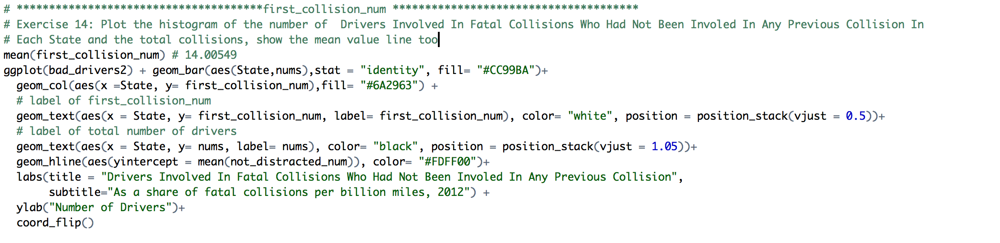 # **************************************first_collision_num **************************************
# Exercise 14: Plot the histogram of the number of  Drivers Involved In Fatal Collisions Who Had Not Been Involed In Any Previous Collision In
# Each State and the total collisions, show the mean value line too
mean(first_collision_num) # 14.00549
ggplot(bad_drivers2) + geom_bar(aes(State,nums),stat = "identity", fill= "#CC99BA")+
  geom_col(aes(x =State, y= first_collision_num),fill= "#6A2963") +
  # label of first_collision_num
  geom_text(aes(x = State, y= first_collision_num, label= first_collision_num), color= "white", position = position_stack(vjust = 0.5))+
  # label of total number of drivers
  geom_text(aes(x = State, y= nums, label= nums), color= "black", position = position_stack(vjust = 1.05))+
  geom_hline(aes(yintercept = mean(not_distracted_num)), color= "#FDFF00")+
  labs(title = "Drivers Involved In Fatal Collisions Who Had Not Been Involed In Any Previous Collision",
       subtitle="As a share of fatal collisions per billion miles, 2012") +
  ylab("Number of Drivers")+
  coord_flip()